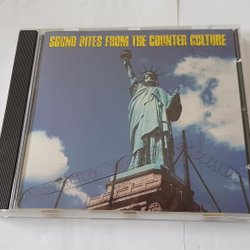 SOUND BITES FROM THE COUNTER CULTURE